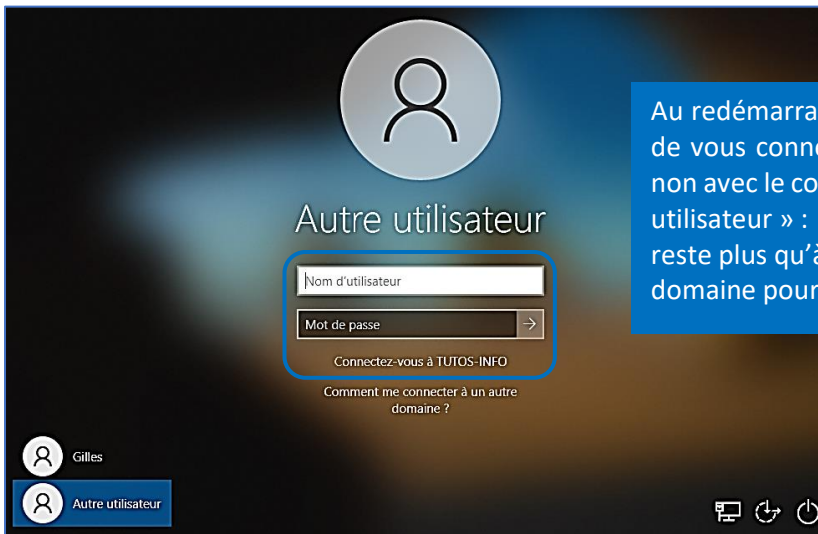 Autre utilisateur
Nom d'utilisateur
Mot de passe
Connectez-vous à TUTOS-INFO
Comment me connecter à un autre
domaine ?
Gilles
Autre utilisateur
Au redémarra
de vous conne
non avec le co
utilisateur » :
reste plus qu'à
domaine pour